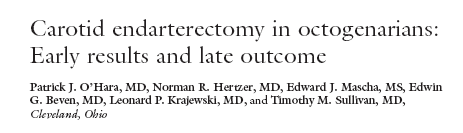 Carotid endarterectomy in octogenarians:
Early results and late outcome
Patrick J. O'Hara, MD, Norman R. Hertzer, MD, Edward J. Mascha, MS, Edwin
G. Beven, MD, Leonard P. Krajewski, MD, and Timothy M. Sullivan, MD,
Cleveland, Ohio